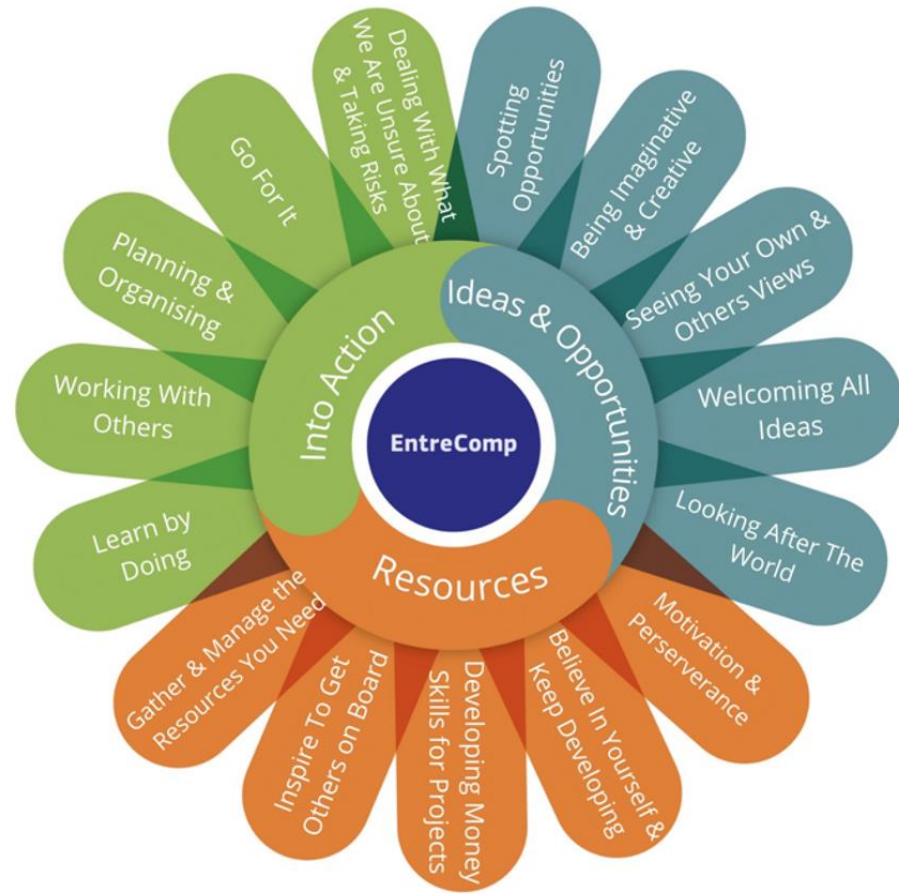 EntreComp
Ideas & Opportunities
Spotting
Opportunities
Being Imaginative
& Creative
Seeing Your Own &
Others Views
Welcoming All
Ideas
Looking After The
World
Resources
Motivation &
Perserverance
Believe In Yourself &
Keep Developing
Developing Money
Skills for Projects
Inspire To Get
Others on Board
Gather & Manage the
Resources You Need
Into Action
Learn by
Doing
Working With
Others
Planning &
Organising
Go For It
Dealing With What
We Are Unsure About
& Taking Risks